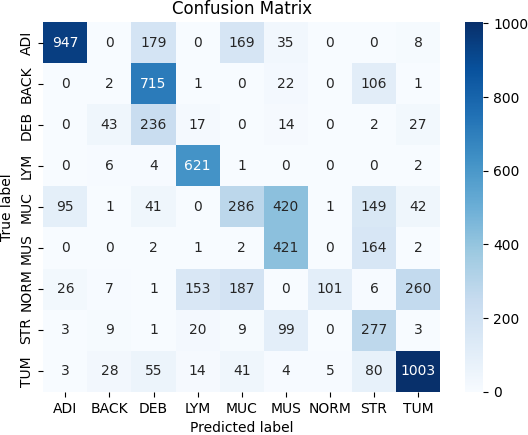 Confusion Matrix
ADI 947 0 179 0 169 35 0 0 8
BACK 0 2 715 1 0 22 0 106 1
DEB 0 43 236 17 0 14 0 2 27
LYM 0 6 4 621 1 0 0 0 2
MUC 95 1 41 0 286 420 1 149 42
MUS 0 0 2 1 2 421 0 164 2
NORM 26 7 1 153 187 0 101 6 260
STR 3 9 1 20 9 99 0 277 3
TUM 3 28 55 14 41 4 5 80 1003
ADI BACK DEB LYM MUC MUS NORM STR TUM
Predicted label
True label
1000
800
600
400
200
0